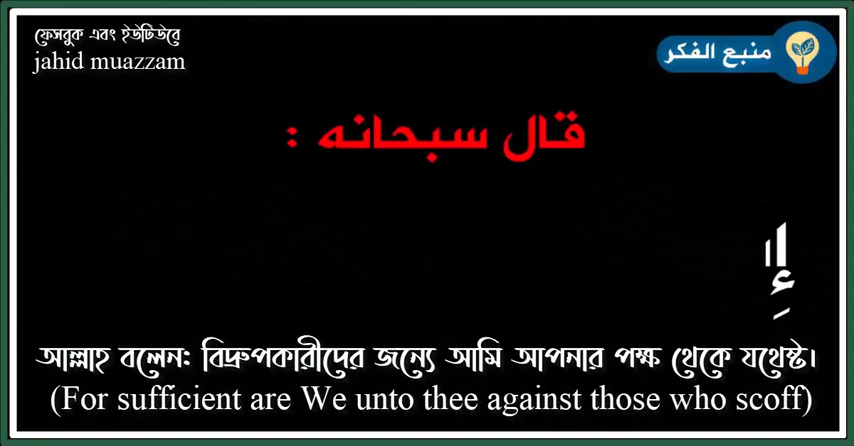 ফেসবুক এবং ইউটিউবে
jahid muazzam
منبع الفكر
قال سبحانه :
আল্লাহ বলেন: বিদ্রুপকারীদের জন্যে আমি আপনার পক্ষ থেকে যথেষ্ট।
(For sufficient are We unto thee against those who scoff)